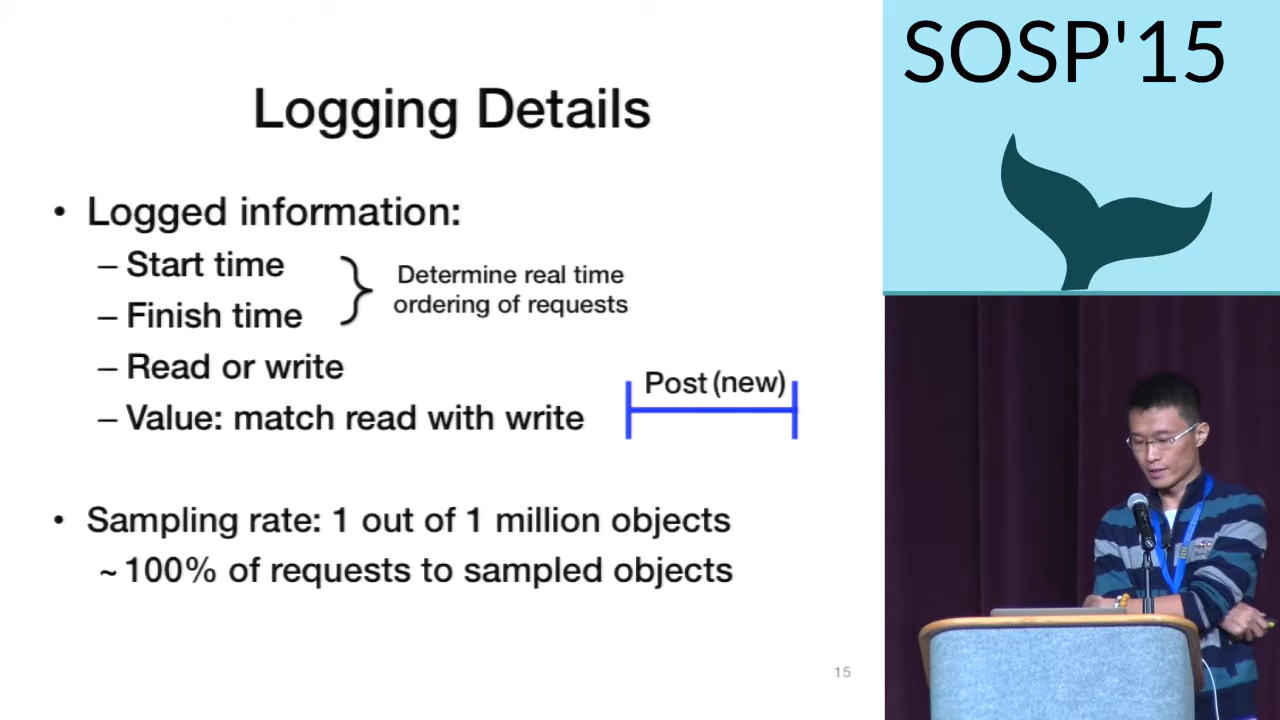 Logging Details
• Logged information:
– Start time
– Finish time
Determine real time
ordering of requests
– Read or write
– Value: match read with write
Post (new)
• Sampling rate: 1 out of 1 million objects
~ 100% of requests to sampled objects
15
SOSP'15